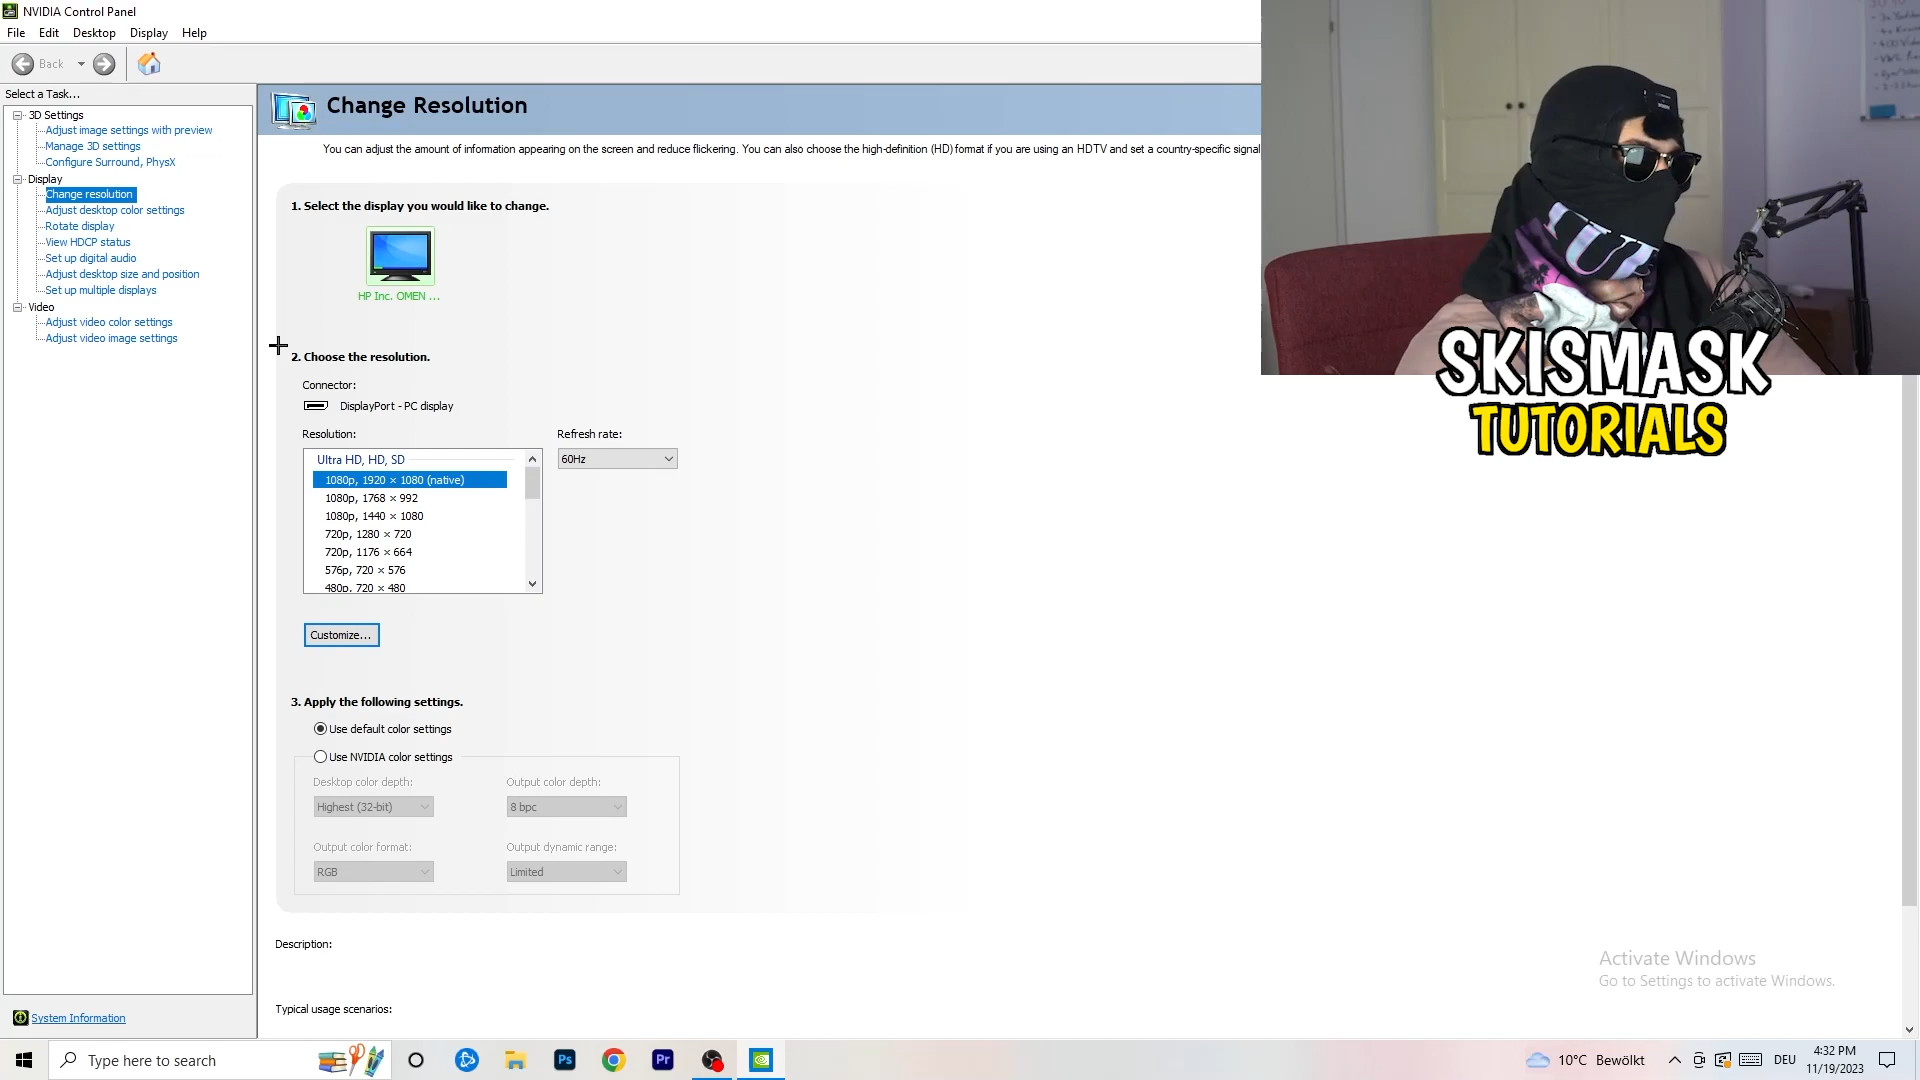 NVIDIA Control Panel
File Edit Desktop Display Help
Back
Select a Task...
3D Settings
Adjust image settings with preview
Manage 3D settings
Configure Surround, PhysX
Display
Change resolution
Adjust desktop color settings
Rotate display
View HDCP status
Set up digital audio
Adjust desktop size and position
Set up multiple displays
Video
Adjust video color settings
Adjust video image settings
System Information
Change Resolution
You can adjust the amount of information appearing on the screen and reduce flickering. You can also choose the high-definition (HD) format if you are using an HDTV and set a country-specific signal
1. Select the display you would like to change.
HP Inc. OMEN ...
2. Choose the resolution.
Connector:
DisplayPort - PC display
Resolution:
Refresh rate:
Ultra HD, HD, SD
60Hz
1080p, 1920 × 1080 (native)
1080p, 1768 × 992
1080p, 1440 × 1080
720p, 1280 × 720
720p, 1176 × 664
576p, 720 × 576
480p, 720 × 480
Customize...
3. Apply the following settings.
Use default color settings
Use NVIDIA color settings
Desktop color depth:
Output color depth:
Highest (32-bit)
8 bpc
Output color format:
Output dynamic range:
RGB
Limited
Description:
Typical usage scenarios:
SKISMASK
TUTORIALS
Activate Windows
Go to Settings to activate Windows.
Type here to search
Ps
Pr
10°C Bewölkt
DEU
4:32 PM
11/19/2023